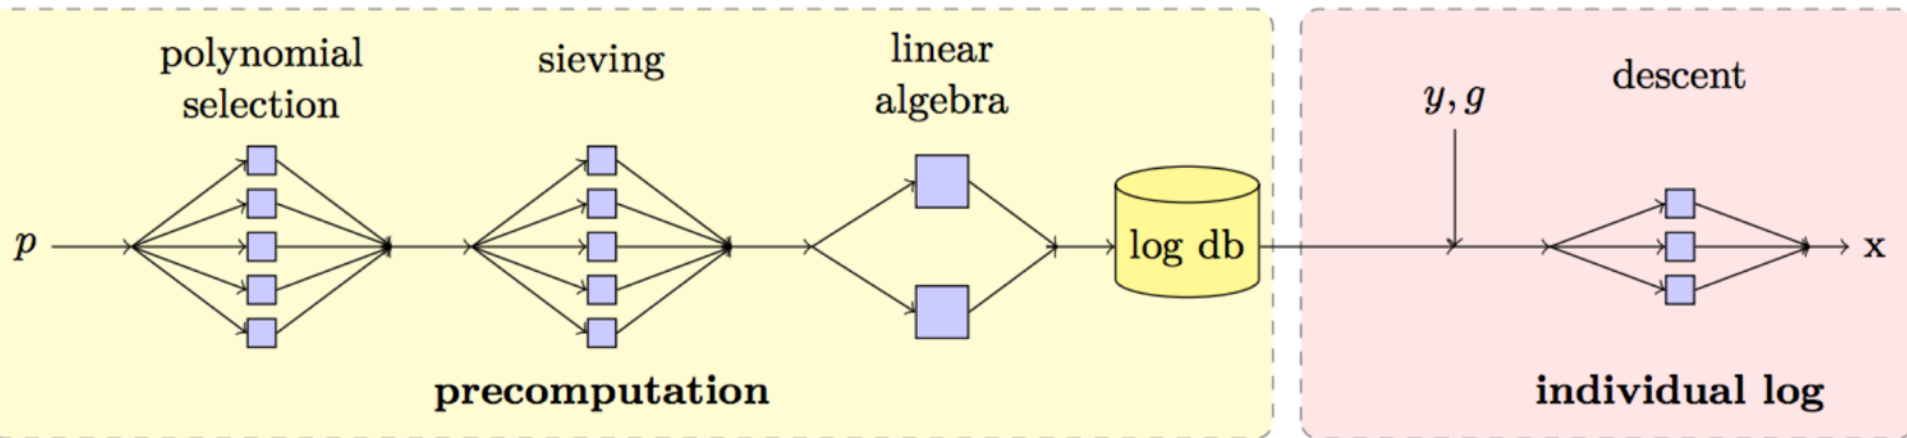 polynomial
selection
sieving
linear
algebra
y, g
descent
p
log db
x
precomputation
individual log